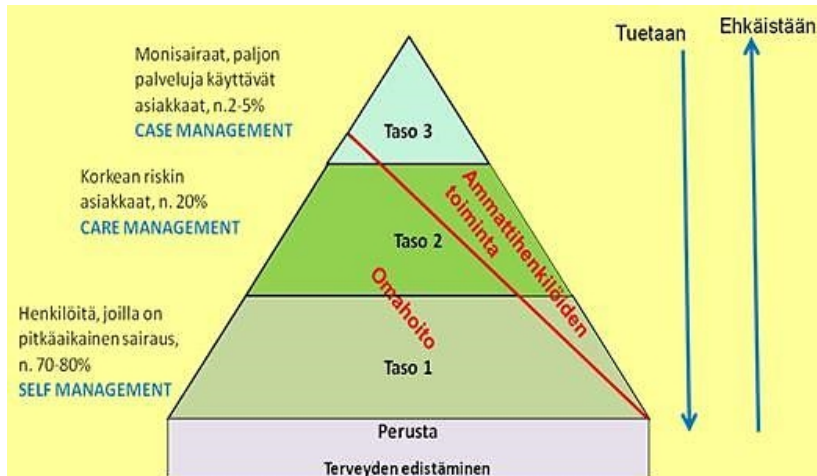 Monisairaat, paljon
palveluja käyttävät
asiakkaat, n.2-5%
CASE MANAGEMENT
Korkean riskin
asiakkaat, n. 20%
CARE MANAGEMENT
Henkilöitä, joilla on
pitkäaikainen sairaus,
n. 70-80%
SELF MANAGEMENT
Taso 3
Taso 2
Taso 1
Omahoito
Ammattihenkilöiden
toiminta
Perusta
Terveyden edistäminen
Tuetaan
Ehkäistään